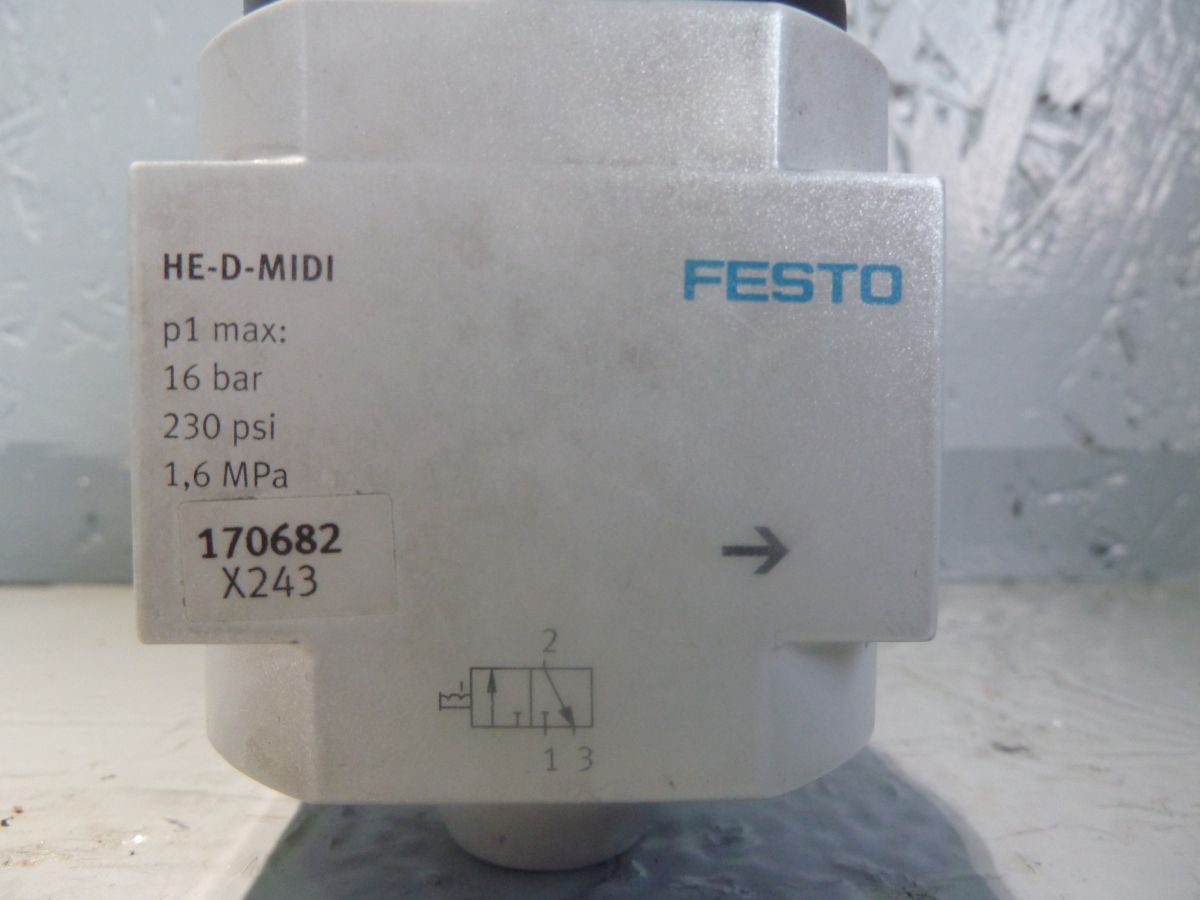 HE-D-MIDI
FESTO
p1 max:
16 bar
230 psi
1,6 MPa
170682
X243
2
1 3